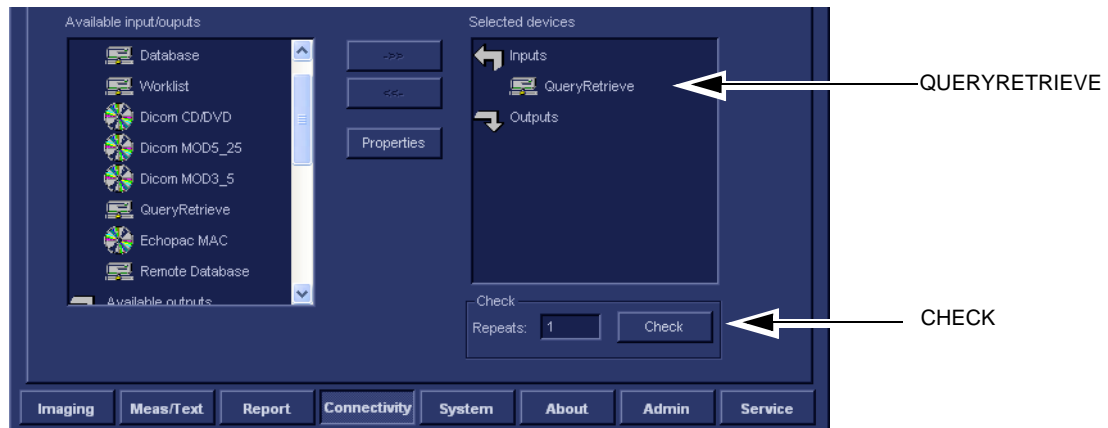 Available input/ouputs
Database
Worklist
Dicom CD/DVD
Dicom MOD5_25
Dicom MOD3_5
QueryRetrieve
Echopac MAC
Remote Database
Available outputs
->>
<<-
Properties
Selected devices
Inputs
QueryRetrieve
Outputs
Check
Repeats: 1 Check
QUERYRETRIEVE
CHECK
Imaging Meas/Text Report Connectivity System About Admin Service